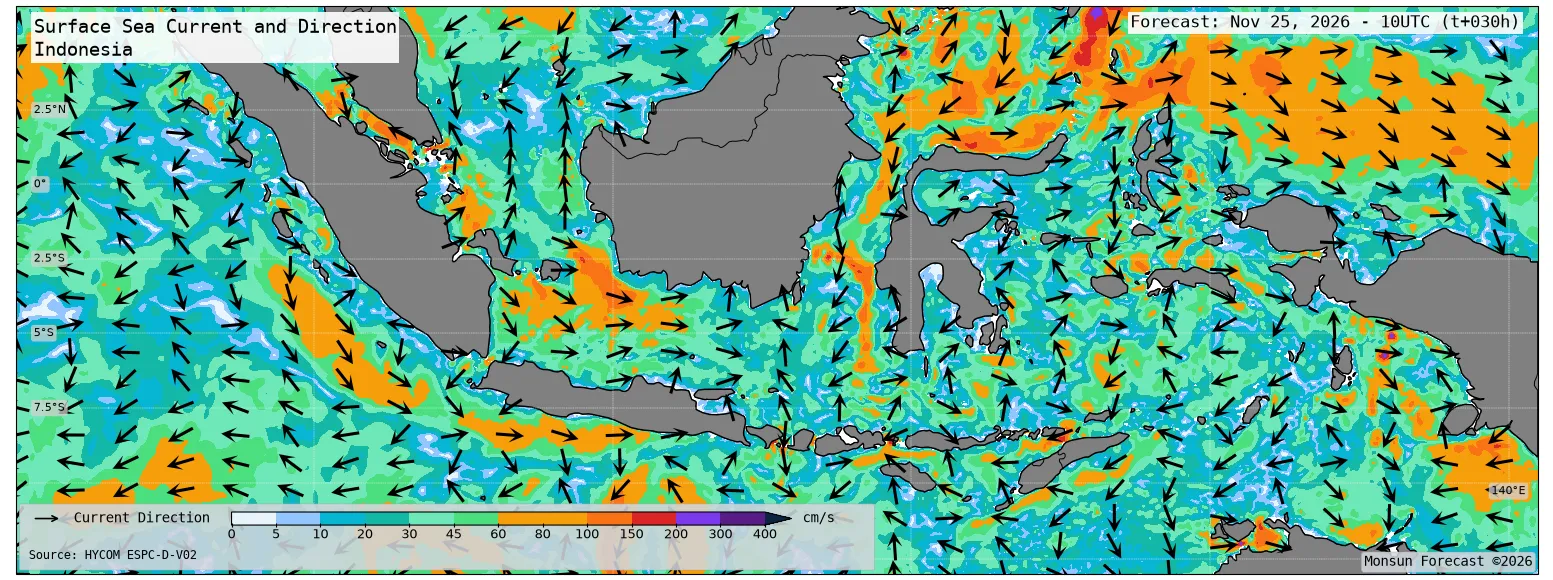 Surface Sea Current and Direction
Indonesia
Forecast: Nov 25, 2026 - 10UTC (t+030h)
2.5°N
0°
2.5°S
5°S
7.5°S
140°E
Current Direction
0 5 10 20 30 45 60 80 100 150 200 300 400 cm/s
Source: HYCOM ESPC-D-V02
Monsun Forecast ©2026